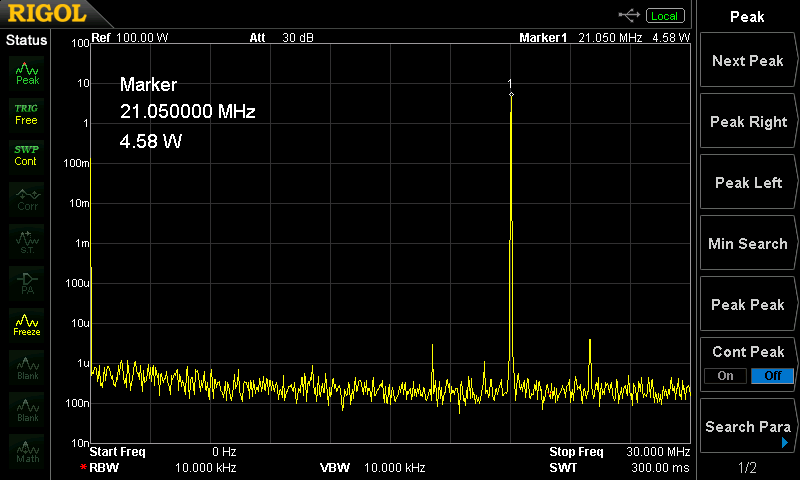 RIGOL
Local
Peak
Status
Ref 100.00 W
Att 30 dB
Marker1 21.050 MHz 4.58 W
Peak
TRIG
Free
SWP
Cont
Corr
S.T.
PA
Freeze
Blank
Blank
Math
100
10
1
100m
10m
1m
100u
10u
1u
100n
10n
Marker
21.050000 MHz
4.58 W
1
Start Freq 0 Hz
Stop Freq 30.000 MHz
RBW 10.000 kHz
VBW 10.000 kHz
SWT 300.00 ms
Next Peak
Peak Right
Peak Left
Min Search
Peak Peak
Cont Peak
On Off
Search Para
1/2